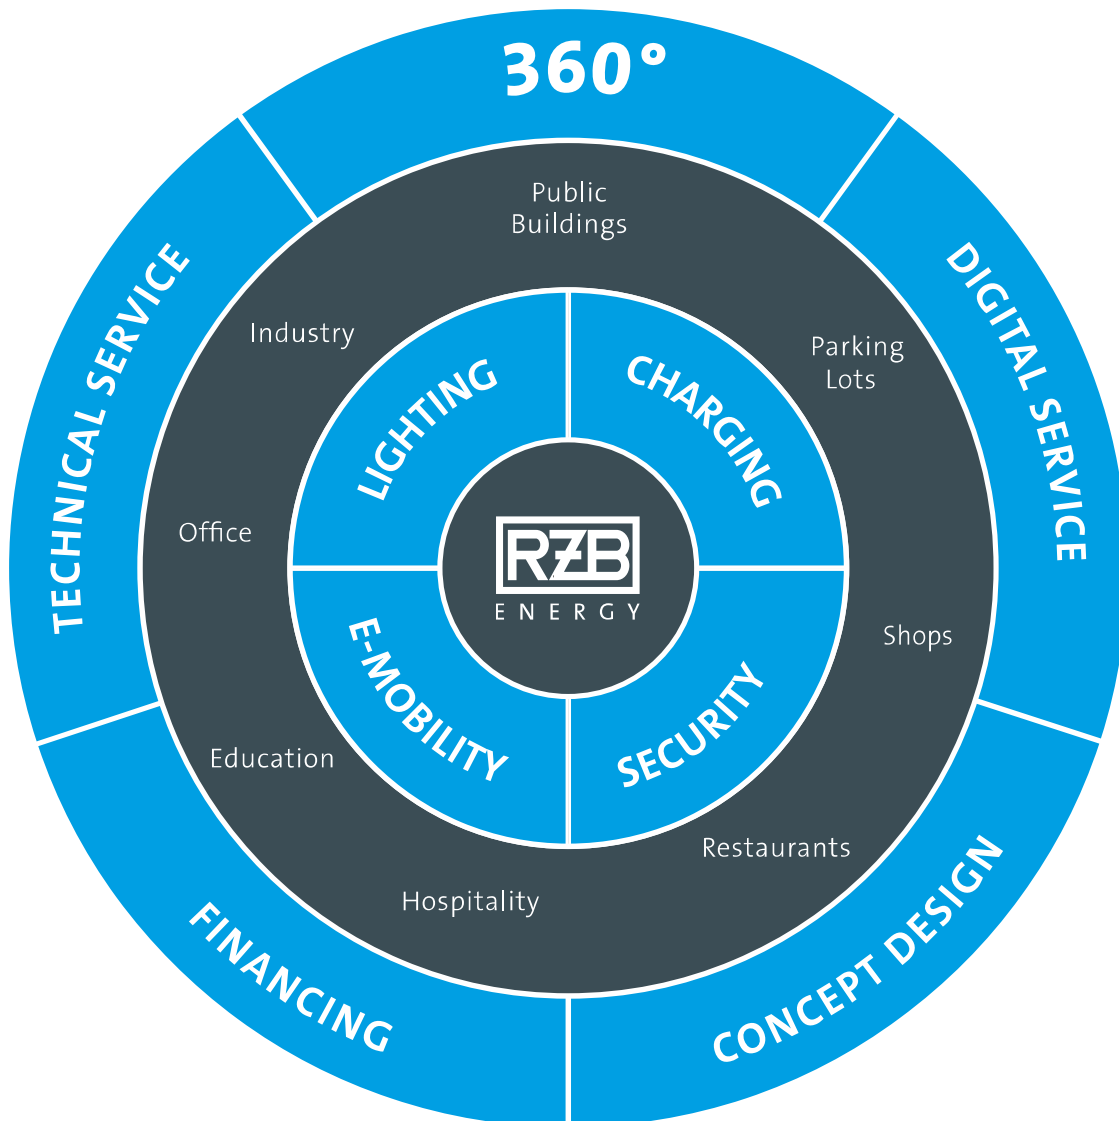 360°
TECHNICAL SERVICE
DIGITAL SERVICE
Public
Buildings
Industry
Parking
Lots
LIGHTING
CHARGING
Office
RZB
ENERGY
Shops
E-MOBILITY
SECURITY
Education
Restaurants
Hospitality
FINANCING
CONCEPT DESIGN